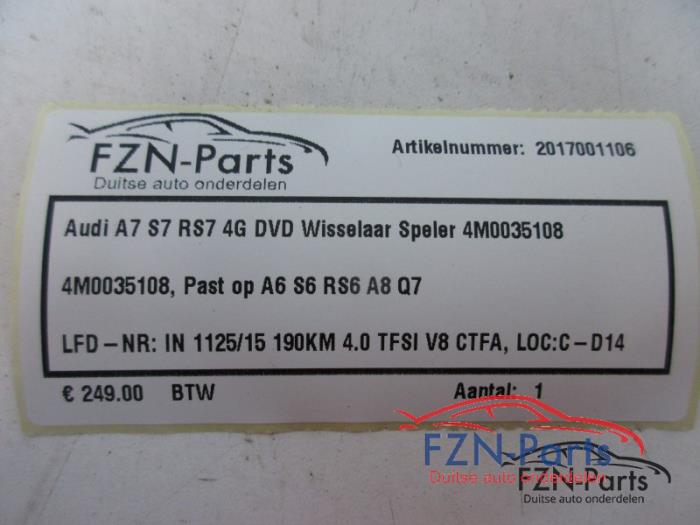 FZN-Parts
Duitse auto onderdelen
Artikelnummer: 2017001106
Audi A7 S7 RS7 4G DVD Wisselaar Speler 4M0035108
4M0035108, Past op A6 S6 RS6 A8 Q7
LFD-NR: IN 1125/15 190KM 4.0 TFSI V8 CTFA, LOC:C-D14
€ 249.00 BTW Aantal: 1
FZN-Parts
Duitse auto onderdelen
FZN-Parts
Duitse auto onderdelen